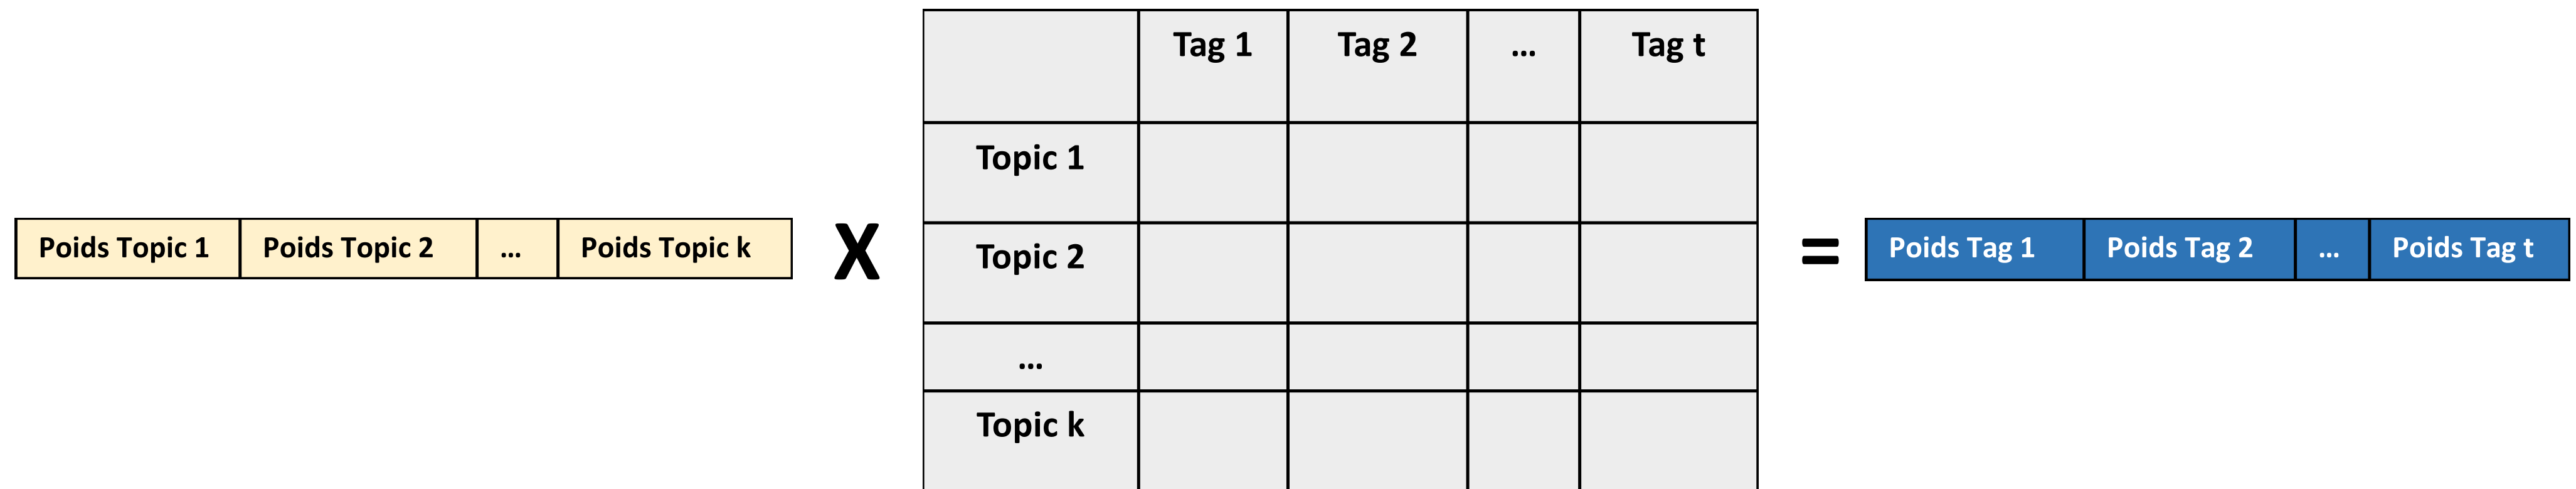 Poids Topic 1 Poids Topic 2 ... Poids Topic k
X
Tag 1 Tag 2 ... Tag t
Topic 1
Topic 2
...
Topic k
=
Poids Tag 1 Poids Tag 2 ... Poids Tag t